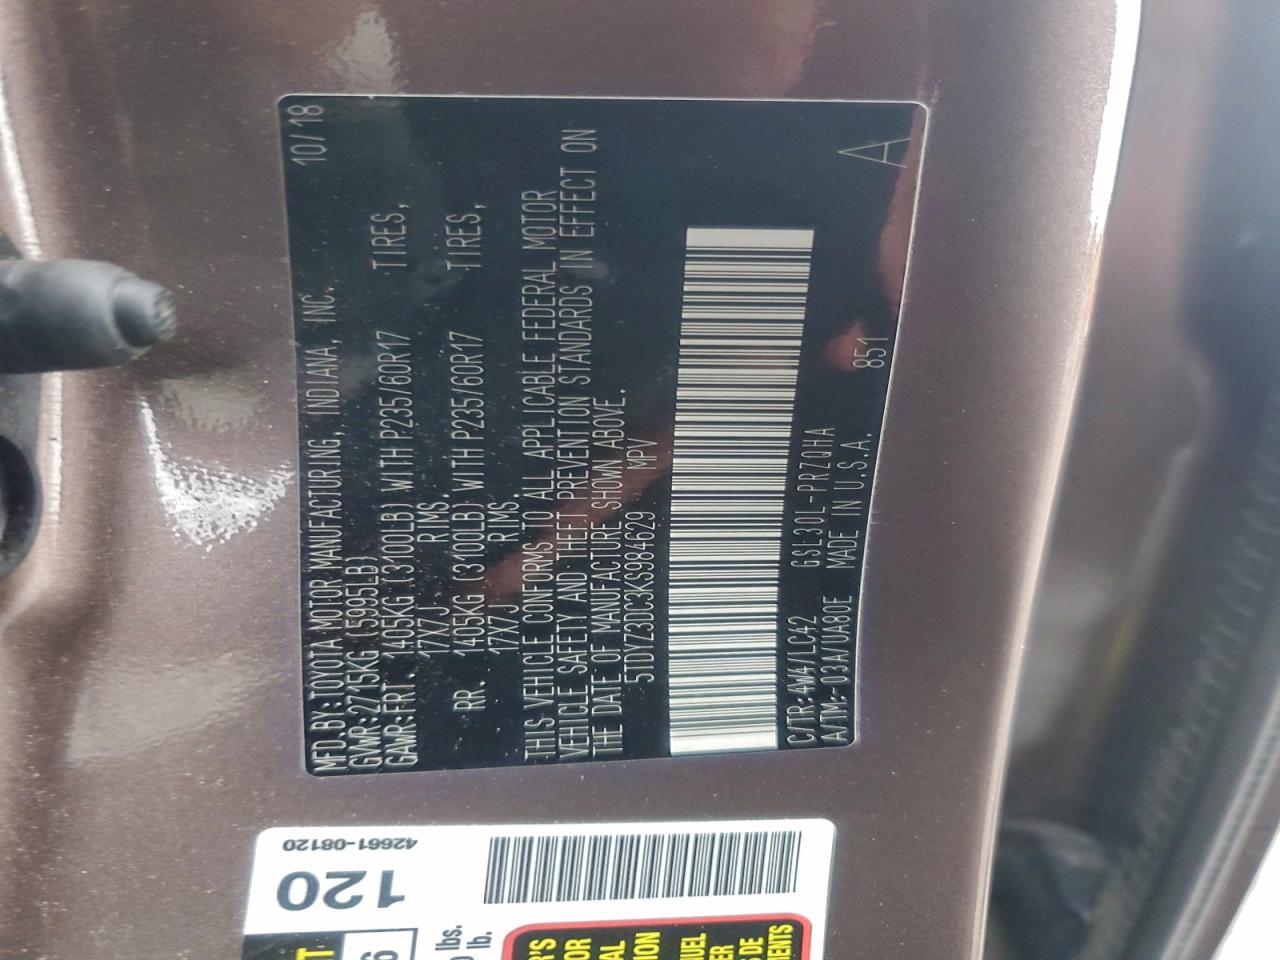 MFD.BY:TOYOTA MOTOR MANUFACTURING, INDIANA, INC. 10/18
GVWR:2715KG (5995LB)
GAWR:FRT. 1405KG (3100LB) WITH P235/60R17 TIRES,
17X7J RIMS.
RR. 1405KG (3100LB) WITH P235/60R17 TIRES,
17X7J RIMS.
THIS VEHICLE CONFORMS TO ALL APPLICABLE FEDERAL MOTOR
VEHICLE SAFETY AND THEFT PREVENTION STANDARDS IN EFFECT ON
THE DATE OF MANUFACTURE SHOWN ABOVE.
5TDYZ3DC3KS984629 MPV
C/TR:4W4/LC42 GSL30L-PRZQHA
A/TM:-03A/UA80E MADE IN U.S.A. 851
A
42661-08120
120
lbs.
lb.